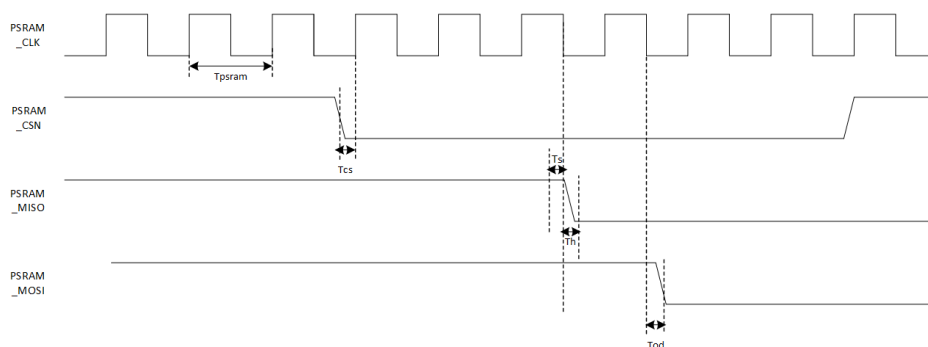 PSRAM
_CLK
Tpsram
PSRAM
_CSN
Tcs
Ts
PSRAM
_MISO
Th
PSRAM
_MOSI
Tod